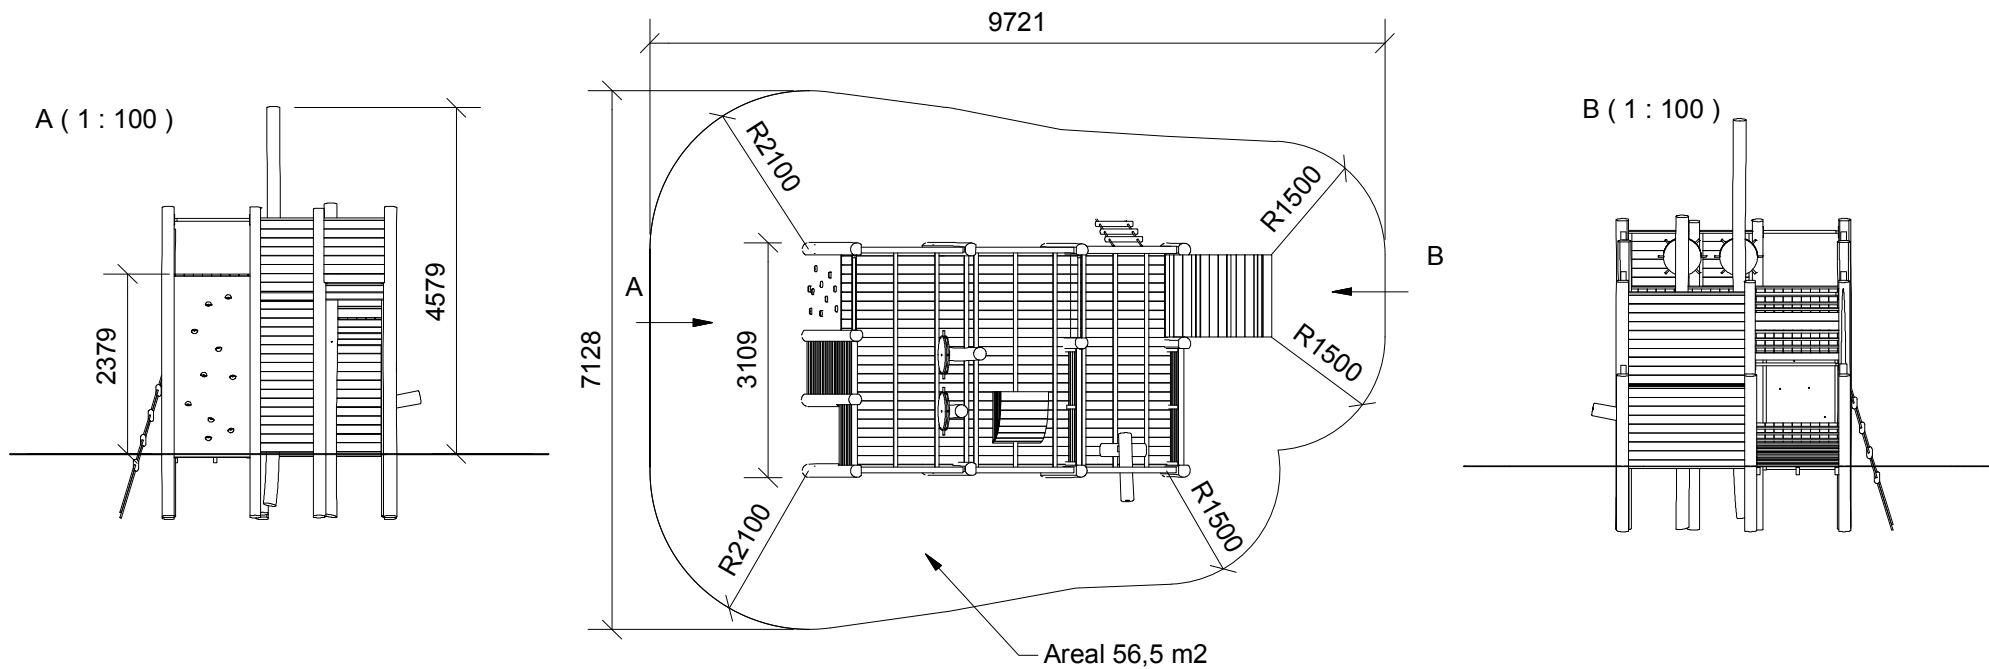 9721
A ( 1 : 100 )
B ( 1 : 100 )
R2100
R1500
4579
B
A
2379
7128
3109
R1500
R2100
R1500
Areal 56,5 m2